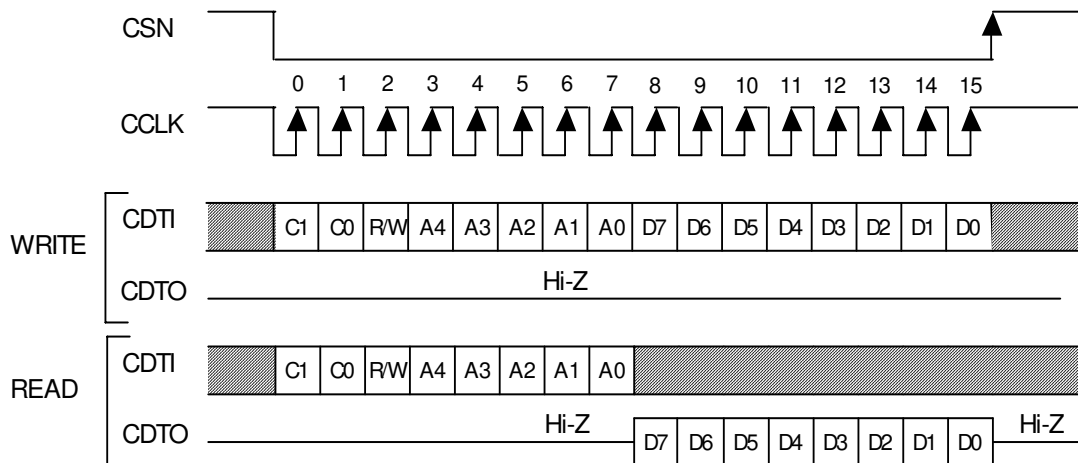 CSN
0 1 2 3 4 5 6 7 8 9 10 11 12 13 14 15
CCLK
WRITE
CDTI C1 C0 R/W A4 A3 A2 A1 A0 D7 D6 D5 D4 D3 D2 D1 D0
CDTO Hi-Z
READ
CDTI C1 C0 R/W A4 A3 A2 A1 A0
CDTO Hi-Z D7 D6 D5 D4 D3 D2 D1 D0 Hi-Z